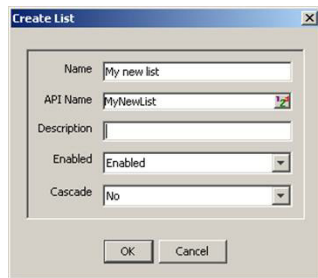 Create List
Name My new list
API Name MyNewList
Description
Enabled Enabled
Cascade No
OK Cancel